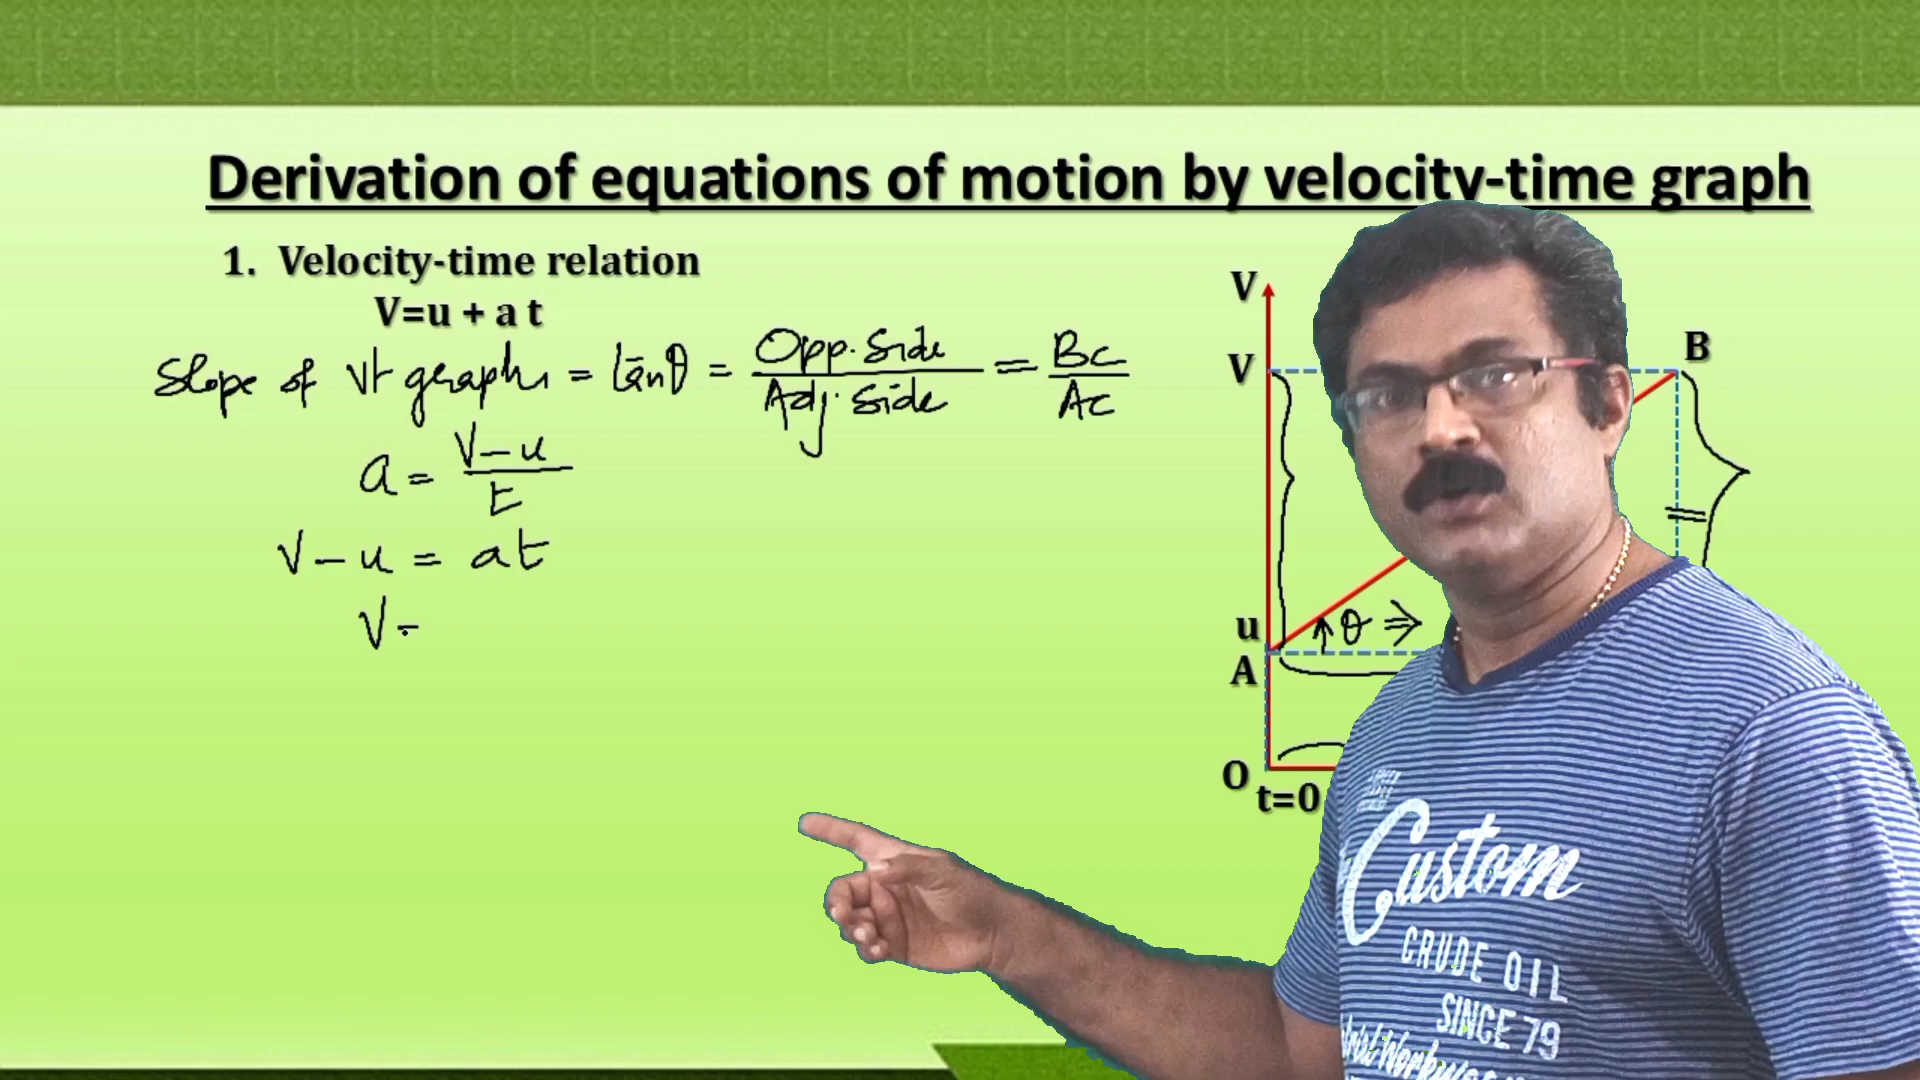 Derivation of equations of motion by velocity-time graph
1. Velocity-time relation
V=u + a t
Slope of vt graph = tanθ = Opp. Side / Adj. Side = BC / AC
a = V-u / t
V-u = at
V-
V
V
B
u
θ ⇒
A
O
t=0
Custom
CRUDE OIL
SINCE 79